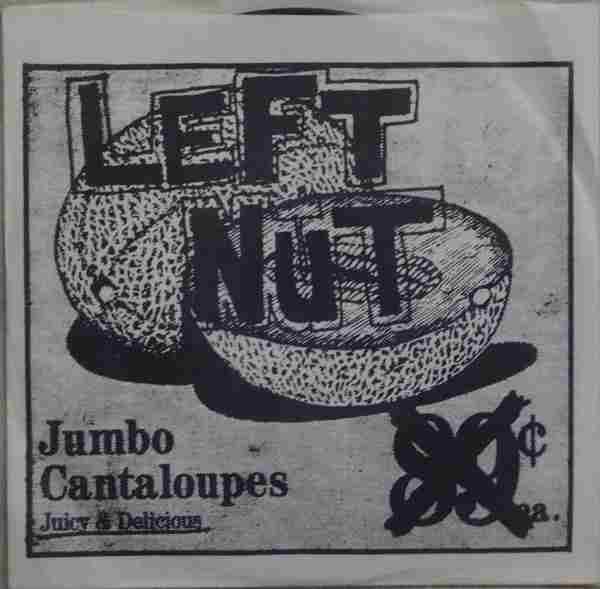 LEFT
NUT
Jumbo
Cantaloupes
Juicy & Delicious
¢
ea.